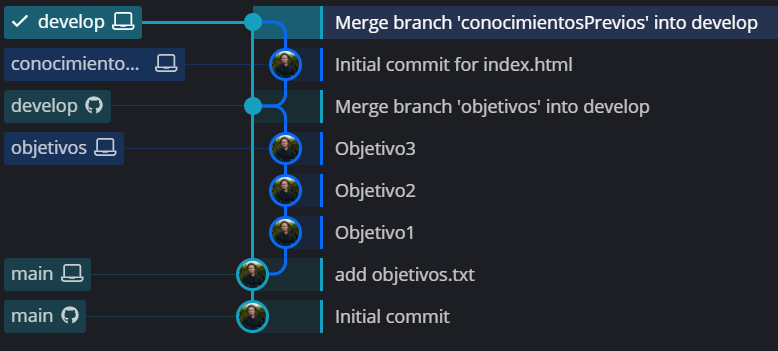 develop Merge branch 'conocimientosPrevios' into develop
conocimiento... Initial commit for index.html
develop Merge branch 'objetivos' into develop
objetivos Objetivo3
Objetivo2
Objetivo1
main add objetivos.txt
main Initial commit